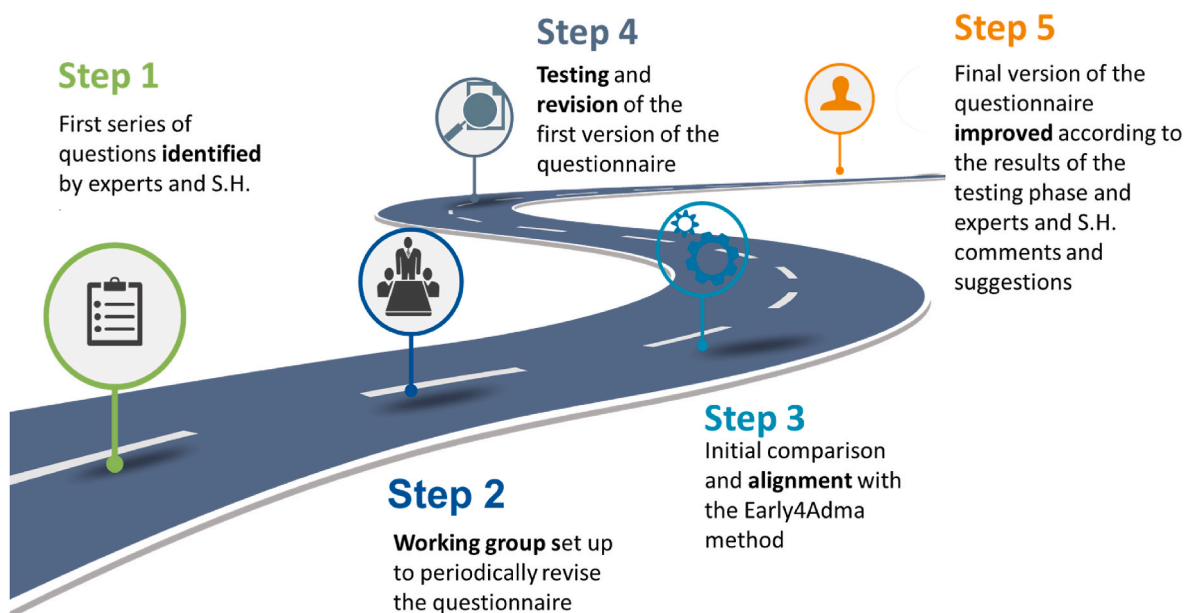 Step 1
First series of
questions identified
by experts and S.H.
Step 2
Working group set up
to periodically revise
the questionnaire
Step 3
Initial comparison
and alignment with
the Early4Adma
method
Step 4
Testing and
revision of the
first version of the
questionnaire
Step 5
Final version of the
questionnaire
improved according to
the results of the
testing phase and
experts and S.H.
comments and
suggestions